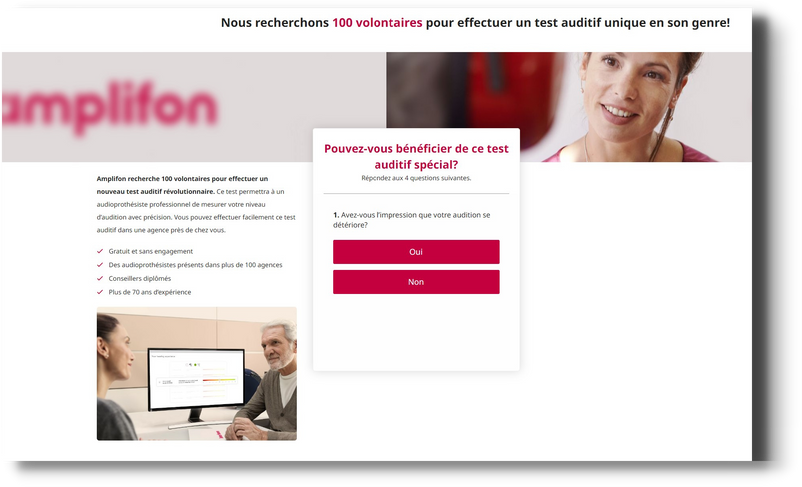 Nous recherchons 100 volontaires pour effectuer un test auditif unique en son genre!
amplifon
Pouvez-vous bénéficier de ce test
auditif spécial?
Répondez aux 4 questions suivantes.
1. Avez-vous l'impression que votre audition se
détériore?
Oui
Non
Amplifon recherche 100 volontaires pour effectuer un
nouveau test auditif révolutionnaire. Ce test permettra à un
audioprothésiste professionnel de mesurer votre niveau
d'audition avec précision. Vous pouvez effectuer facilement ce test
auditif dans une agence près de chez vous.
Gratuit et sans engagement
Des audioprothésistes présents dans plus de 100 agences
Conseillers diplômés
Plus de 70 ans d'expérience